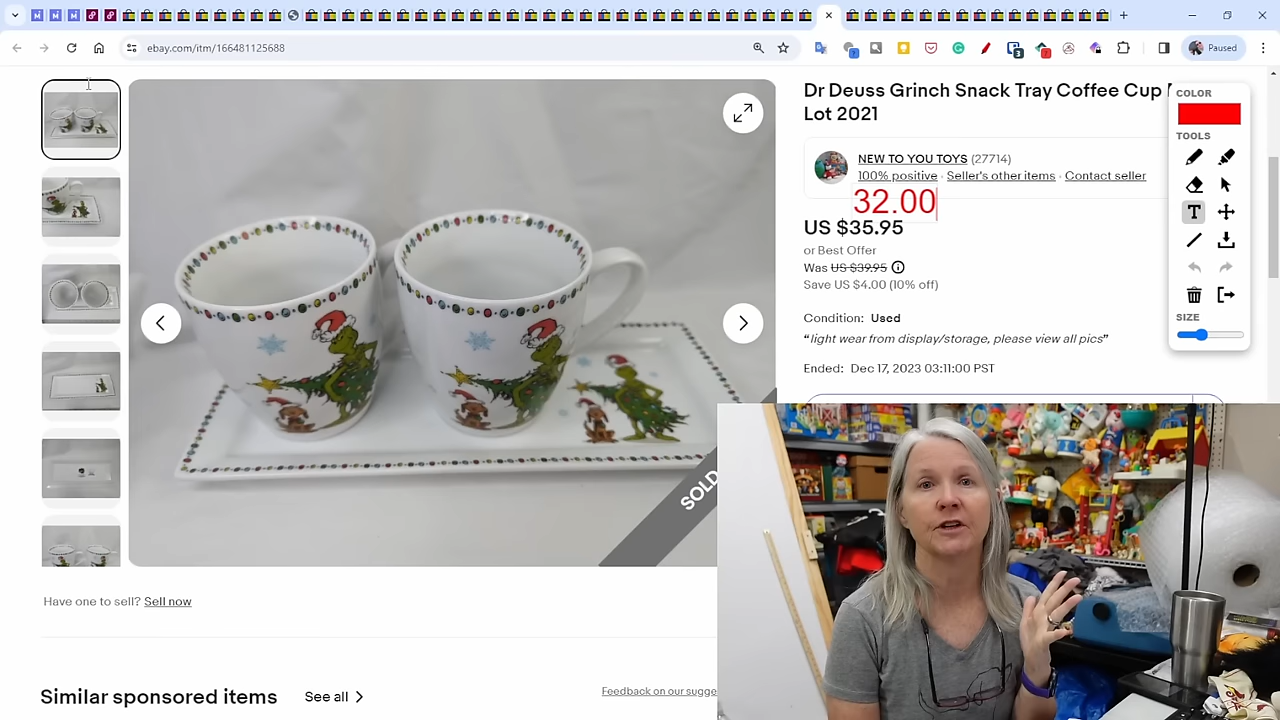 ebay.com/itm/166481125688
Paused
Dr Deuss Grinch Snack Tray Coffee Cup
Lot 2021
NEW TO YOU TOYS (27714)
100% positive · Seller's other items · Contact seller
32.00
US $35.95
or Best Offer
Was US $39.95
Save US $4.00 (10% off)
Condition: Used
“light wear from display/storage, please view all pics”
Ended: Dec 17, 2023 03:11:00 PST
SOLD
COLOR
TOOLS
T
SIZE
Have one to sell? Sell now
Similar sponsored items
See all
Feedback on our sugge